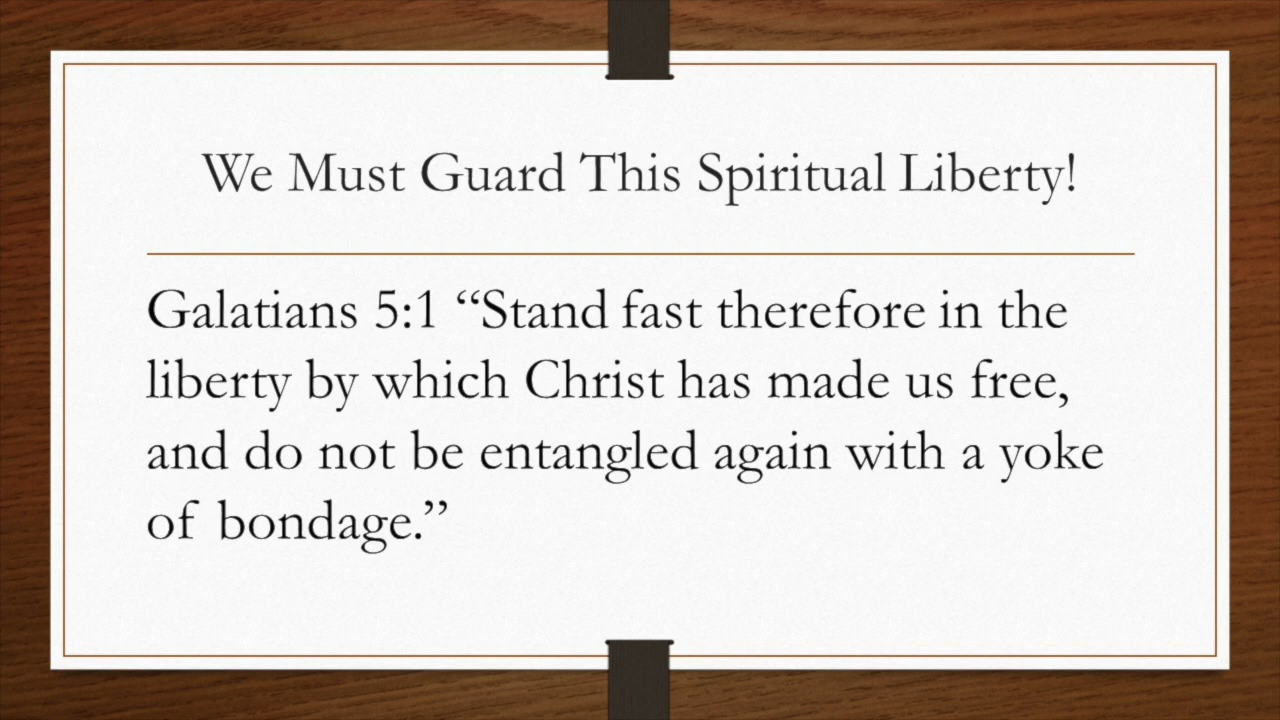 We Must Guard This Spiritual Liberty!
Galatians 5:1 “Stand fast therefore in the
liberty by which Christ has made us free,
and do not be entangled again with a yoke
of bondage.”